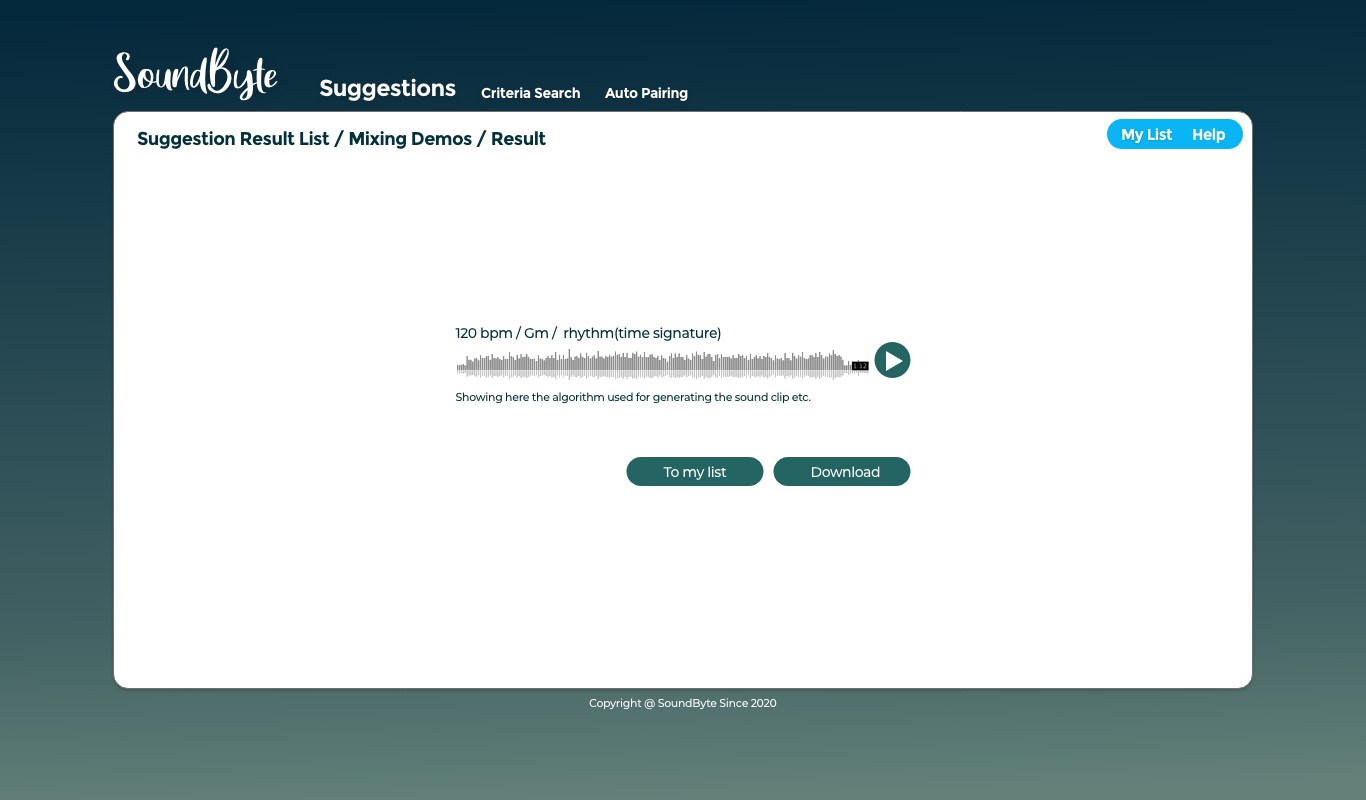 SoundByte
Suggestions Criteria Search Auto Pairing
Suggestion Result List / Mixing Demos / Result
My List Help
120 bpm / Gm / rhythm(time signature)
1:12
Showing here the algorithm used for generating the sound clip etc.
To my list Download
Copyright @ SoundByte Since 2020